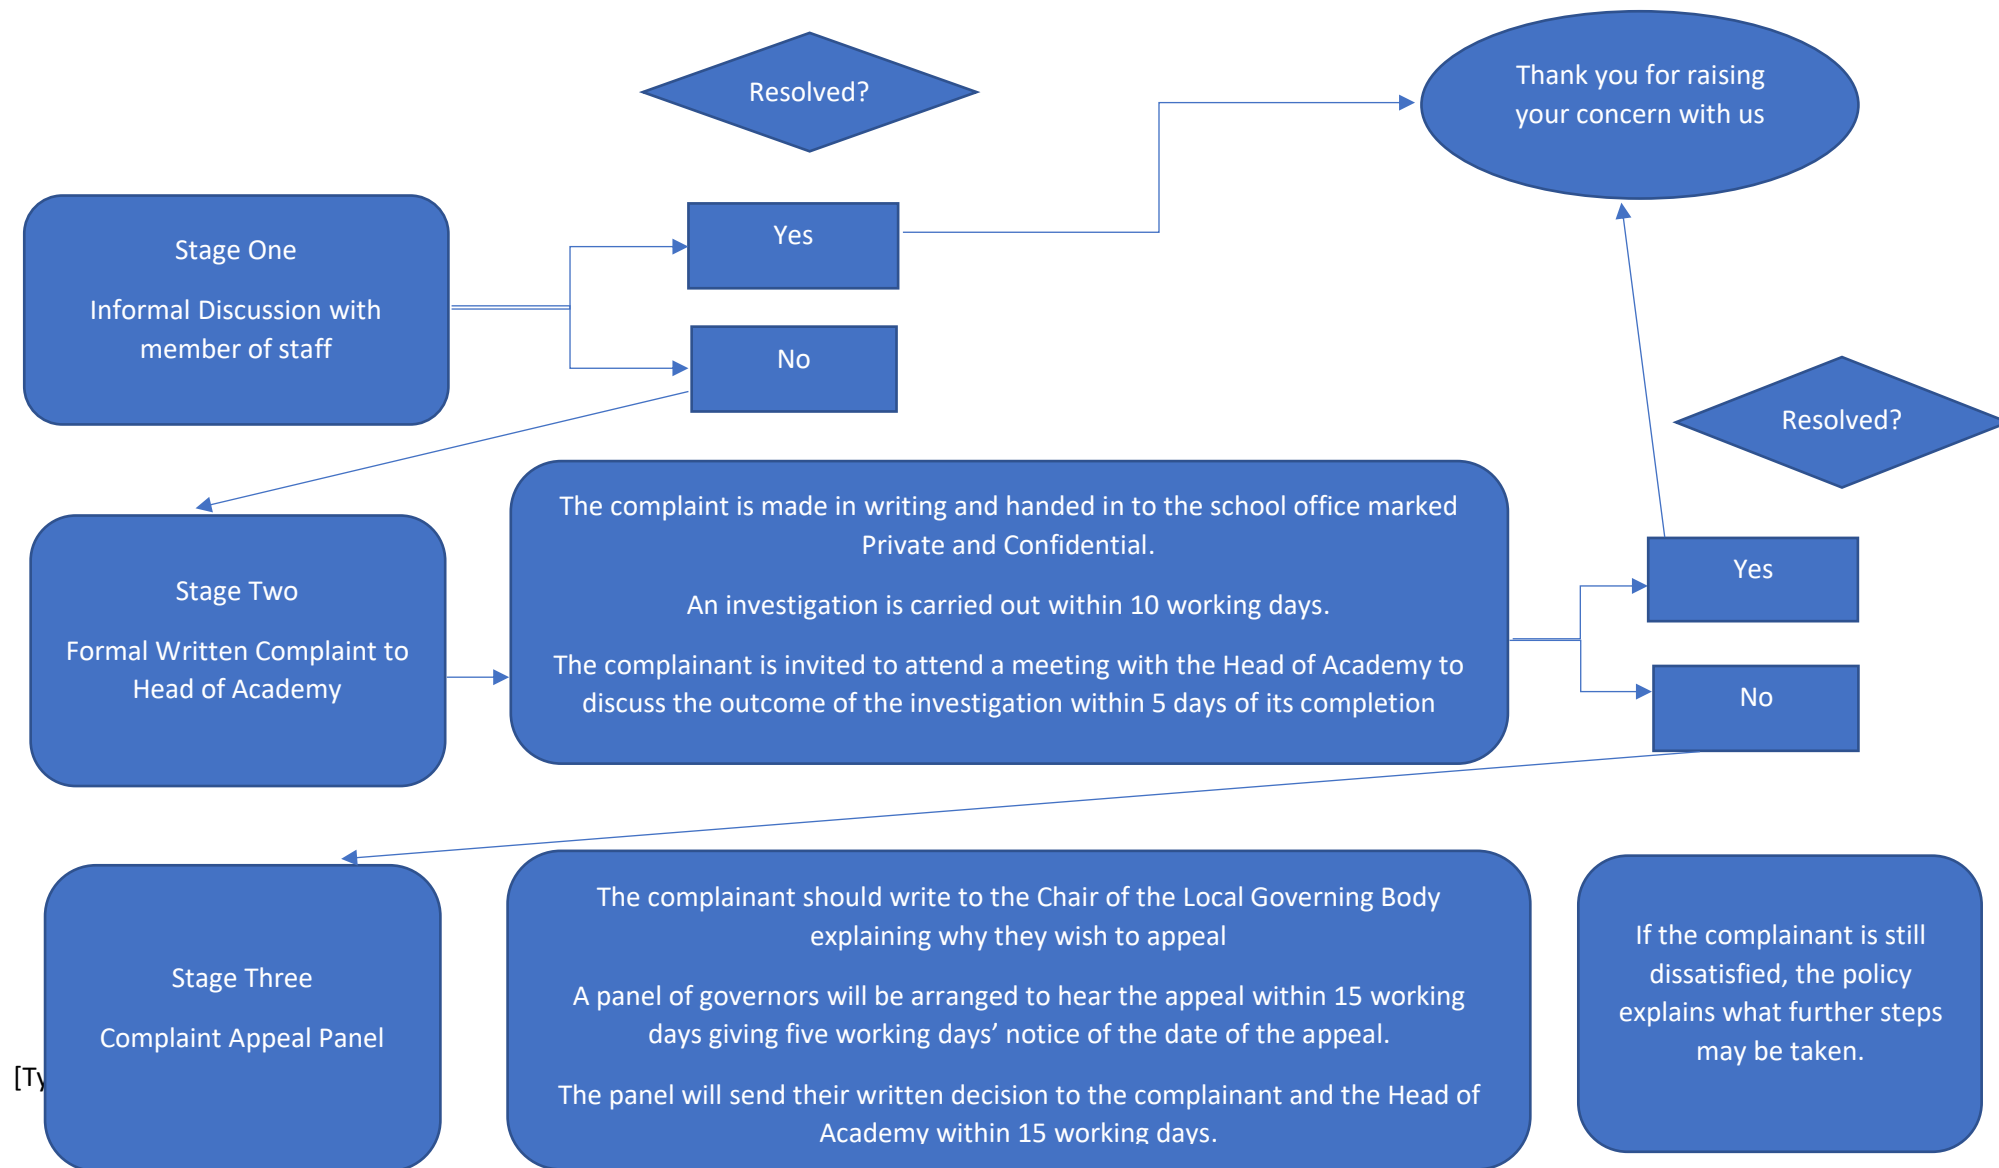 Resolved?
Thank you for raising
your concern with us
Stage One
Informal Discussion with
member of staff
Yes
No
Resolved?
Stage Two
Formal Written Complaint to
Head of Academy
The complaint is made in writing and handed in to the school office marked
Private and Confidential.
An investigation is carried out within 10 working days.
The complainant is invited to attend a meeting with the Head of Academy to
discuss the outcome of the investigation within 5 days of its completion
Yes
No
Stage Three
Complaint Appeal Panel
The complainant should write to the Chair of the Local Governing Body
explaining why they wish to appeal
A panel of governors will be arranged to hear the appeal within 15 working
days giving five working days’ notice of the date of the appeal.
The panel will send their written decision to the complainant and the Head of
Academy within 15 working days.
If the complainant is still
dissatisfied, the policy
explains what further steps
may be taken.